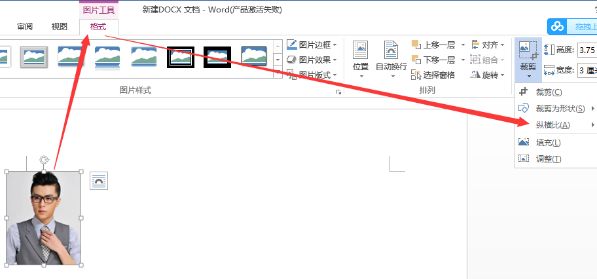 图片工具
新建DOCX 文档 - Word(产品激活失败)
审阅 视图 格式
图片边框
图片效果
图片版式
图片样式
位置 自动换行
上移一层
下移一层
选择窗格
对齐
组合
旋转
排列
裁剪
高度: 3.75
宽度: 3 厘米
裁剪(C)
裁剪为形状(S)
纵横比(A)
填充(L)
调整(T)